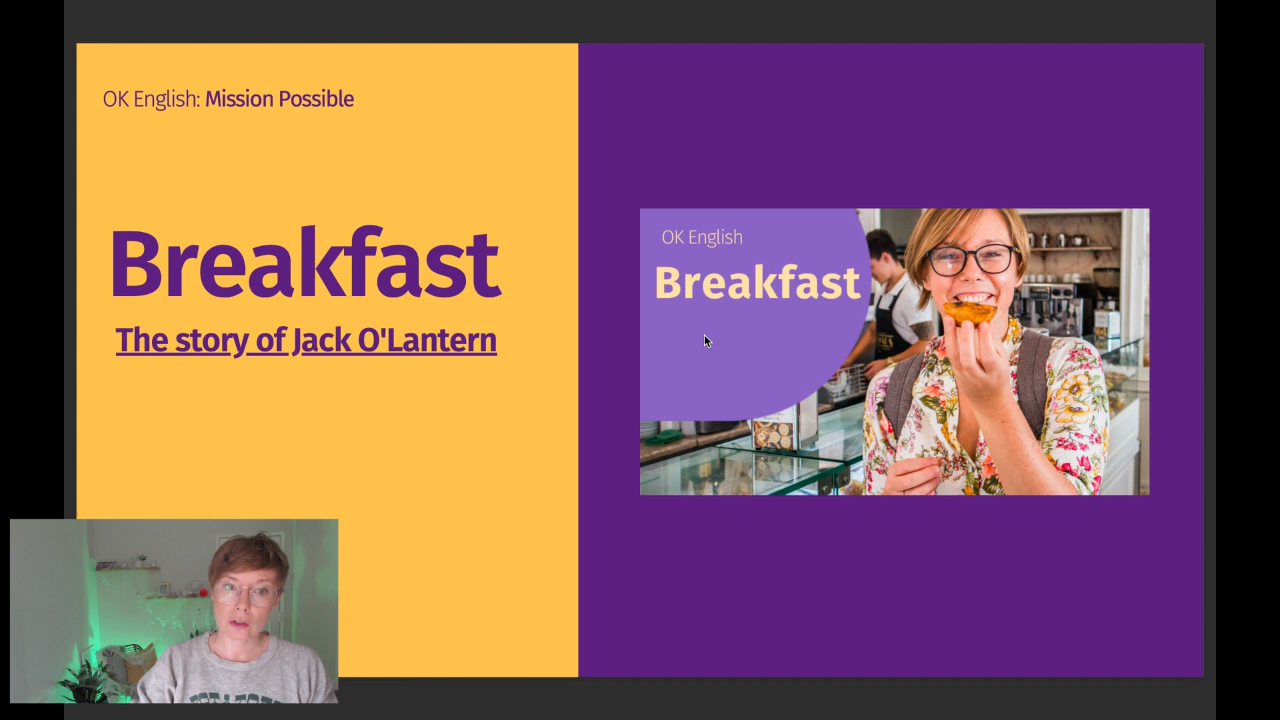 OK English: Mission Possible
Breakfast
The story of Jack O'Lantern
OK English
Breakfast